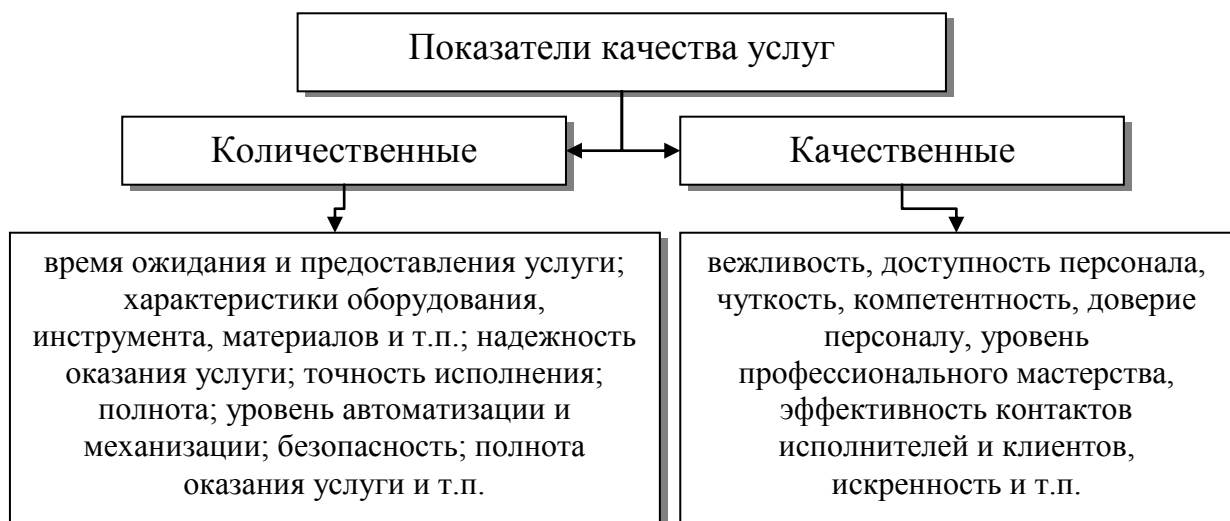 Показатели качества услуг
Количественные
Качественные
время ожидания и предоставления услуги;
характеристики оборудования,
инструмента, материалов и т.п.; надежность
оказания услуги; точность исполнения;
полнота; уровень автоматизации и
механизации; безопасность; полнота
оказания услуги и т.п.
вежливость, доступность персонала,
чуткость, компетентность, доверие
персоналу, уровень
профессионального мастерства,
эффективность контактов
исполнителей и клиентов,
искренность и т.п.